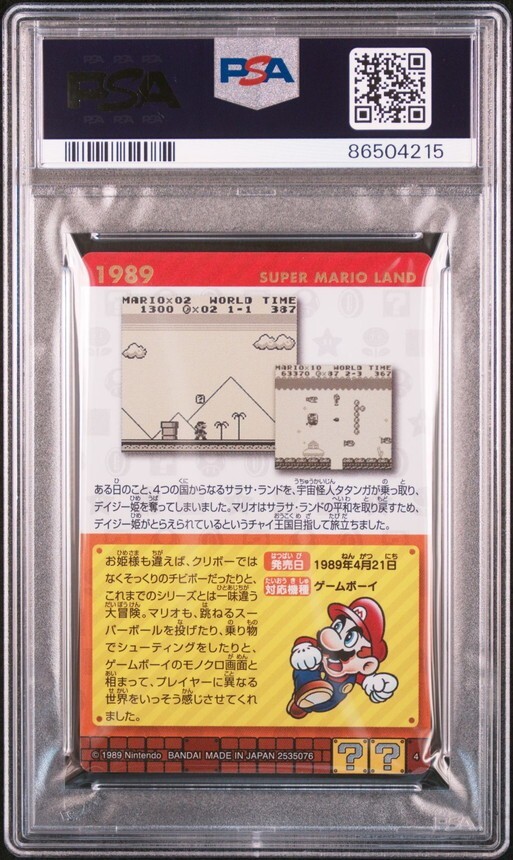 PSA
PSA
86504215
1989
SUPER MARIO LAND
MARIO×02 WORLD TIME
1300 ×02 1-1 387
MARIO×10 WORLD TIME
63370 ×87 2-3 367
ある日のこと、4つの国からなるサラサ・ランドを、宇宙怪人タタンガが乗っ取り、
デイジー姫を奪ってしまいました。マリオはサラサ・ランドの平和を取り戻すため、
デイジー姫がとらえられているというチャイ王国目指して旅立ちました。
お姫様も違えば、クリボーでは
なくそっくりのチビボーだったりと、
これまでのシリーズとは一味違う
大冒険。マリオも、跳ねるスー
パーボールを投げたり、乗り物
でシューティングをしたりと、
ゲームボーイのモノクロ画面と
相まって、プレイヤーに異なる
世界をいっそう感じさせてくれ
ました。
発売日 1989年4月21日
対応機種 ゲームボーイ
© 1989 Nintendo BANDAI MADE IN JAPAN 2535076
? ?
4